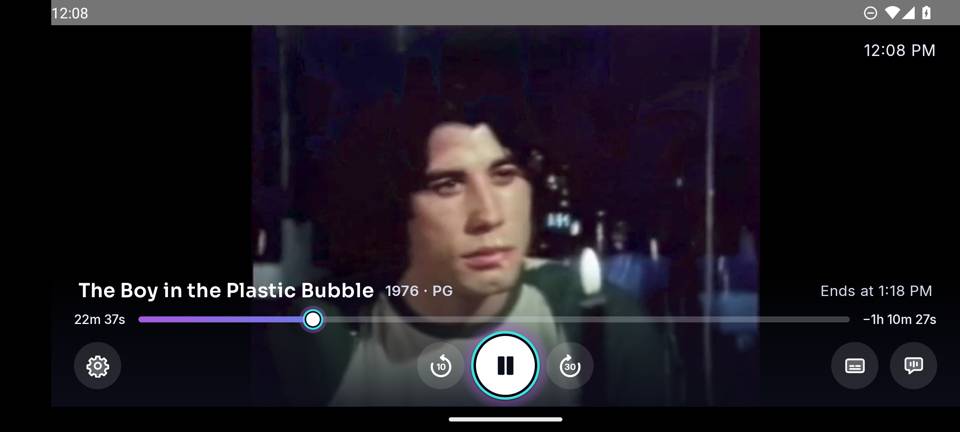 12:08
12:08 PM
The Boy in the Plastic Bubble 1976 · PG
Ends at 1:18 PM
22m 37s
−1h 10m 27s
10
30